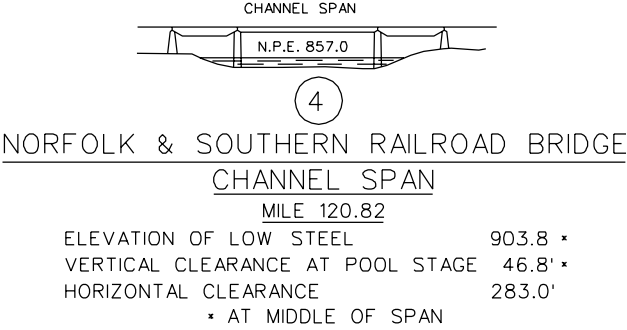 CHANNEL SPAN
N.P.E. 857.0
4
NORFOLK & SOUTHERN RAILROAD BRIDGE
CHANNEL SPAN
MILE 120.82
ELEVATION OF LOW STEEL 903.8 *
VERTICAL CLEARANCE AT POOL STAGE 46.8' *
HORIZONTAL CLEARANCE 283.0'
* AT MIDDLE OF SPAN